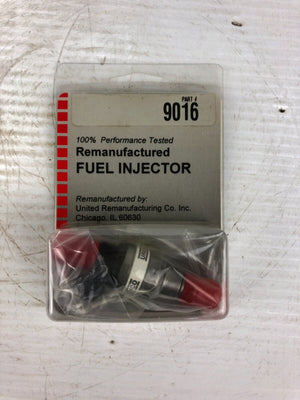 PART #
9016
100% Performance Tested
Remanufactured
FUEL INJECTOR
Remanufactured by:
United Remanufacturing Co. Inc.
Chicago, IL 60630